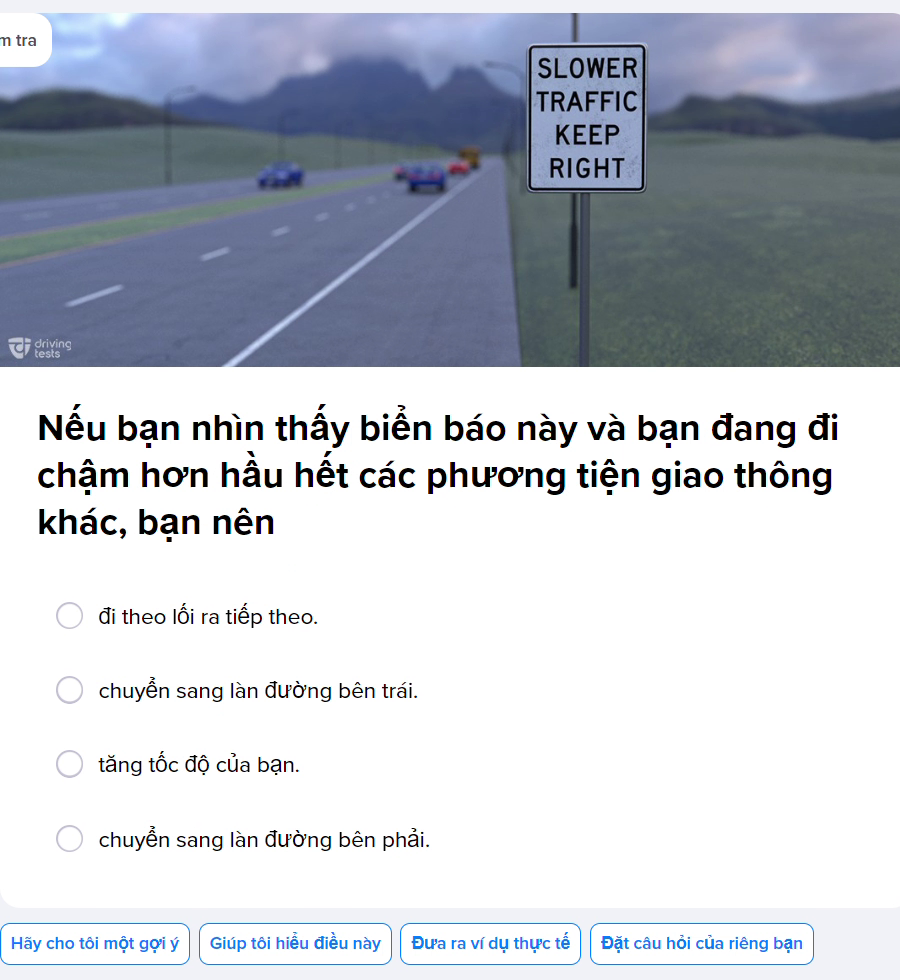 m tra
SLOWER
TRAFFIC
KEEP
RIGHT
driving
tests
Nếu bạn nhìn thấy biển báo này và bạn đang đi
chậm hơn hầu hết các phương tiện giao thông
khác, bạn nên
đi theo lối ra tiếp theo.
chuyển sang làn đường bên trái.
tăng tốc độ của bạn.
chuyển sang làn đường bên phải.
Hãy cho tôi một gợi ý
Giúp tôi hiểu điều này
Đưa ra ví dụ thực tế
Đặt câu hỏi của riêng bạn